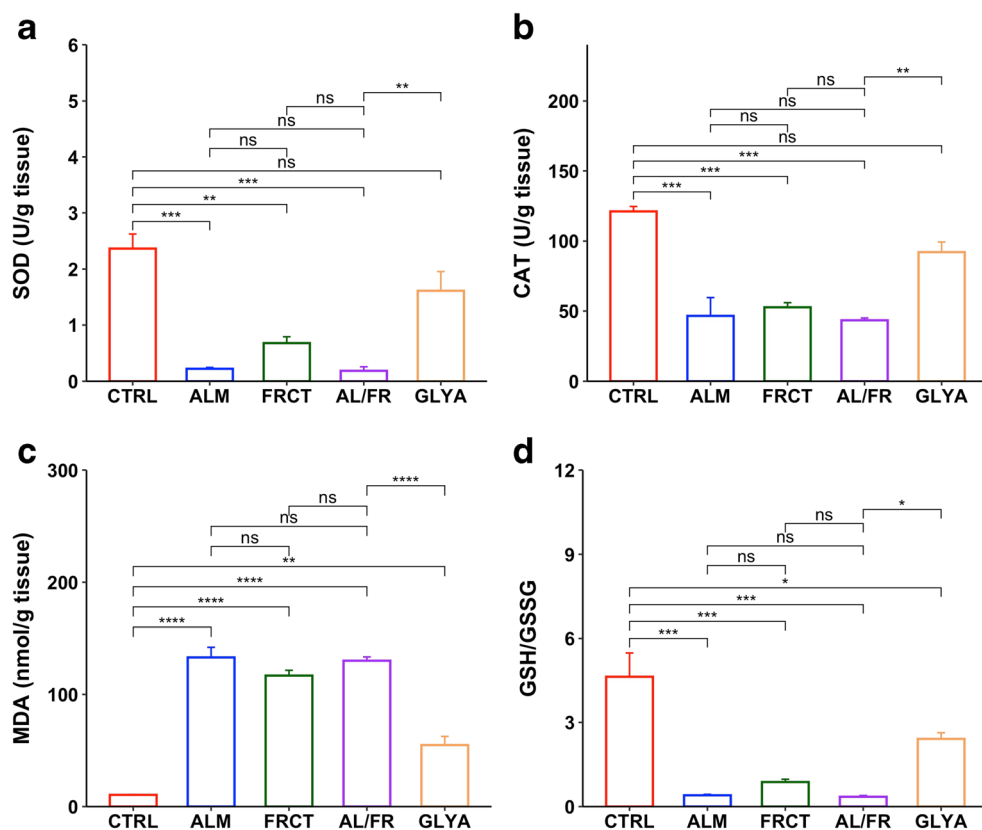 a
SOD (U/g tissue)
6
5
4
3
2
1
0
**
ns
ns
ns
ns
***
**
***
CTRL ALM FRCT AL/FR GLYA
b
CAT (U/g tissue)
200
150
100
50
0
**
ns
ns
ns
ns
***
***
***
CTRL ALM FRCT AL/FR GLYA
c
MDA (nmol/g tissue)
300
200
100
0
****
ns
ns
ns
**
****
****
****
CTRL ALM FRCT AL/FR GLYA
d
GSH/GSSG
12
9
6
3
0
*
ns
ns
ns
*
***
***
***
CTRL ALM FRCT AL/FR GLYA